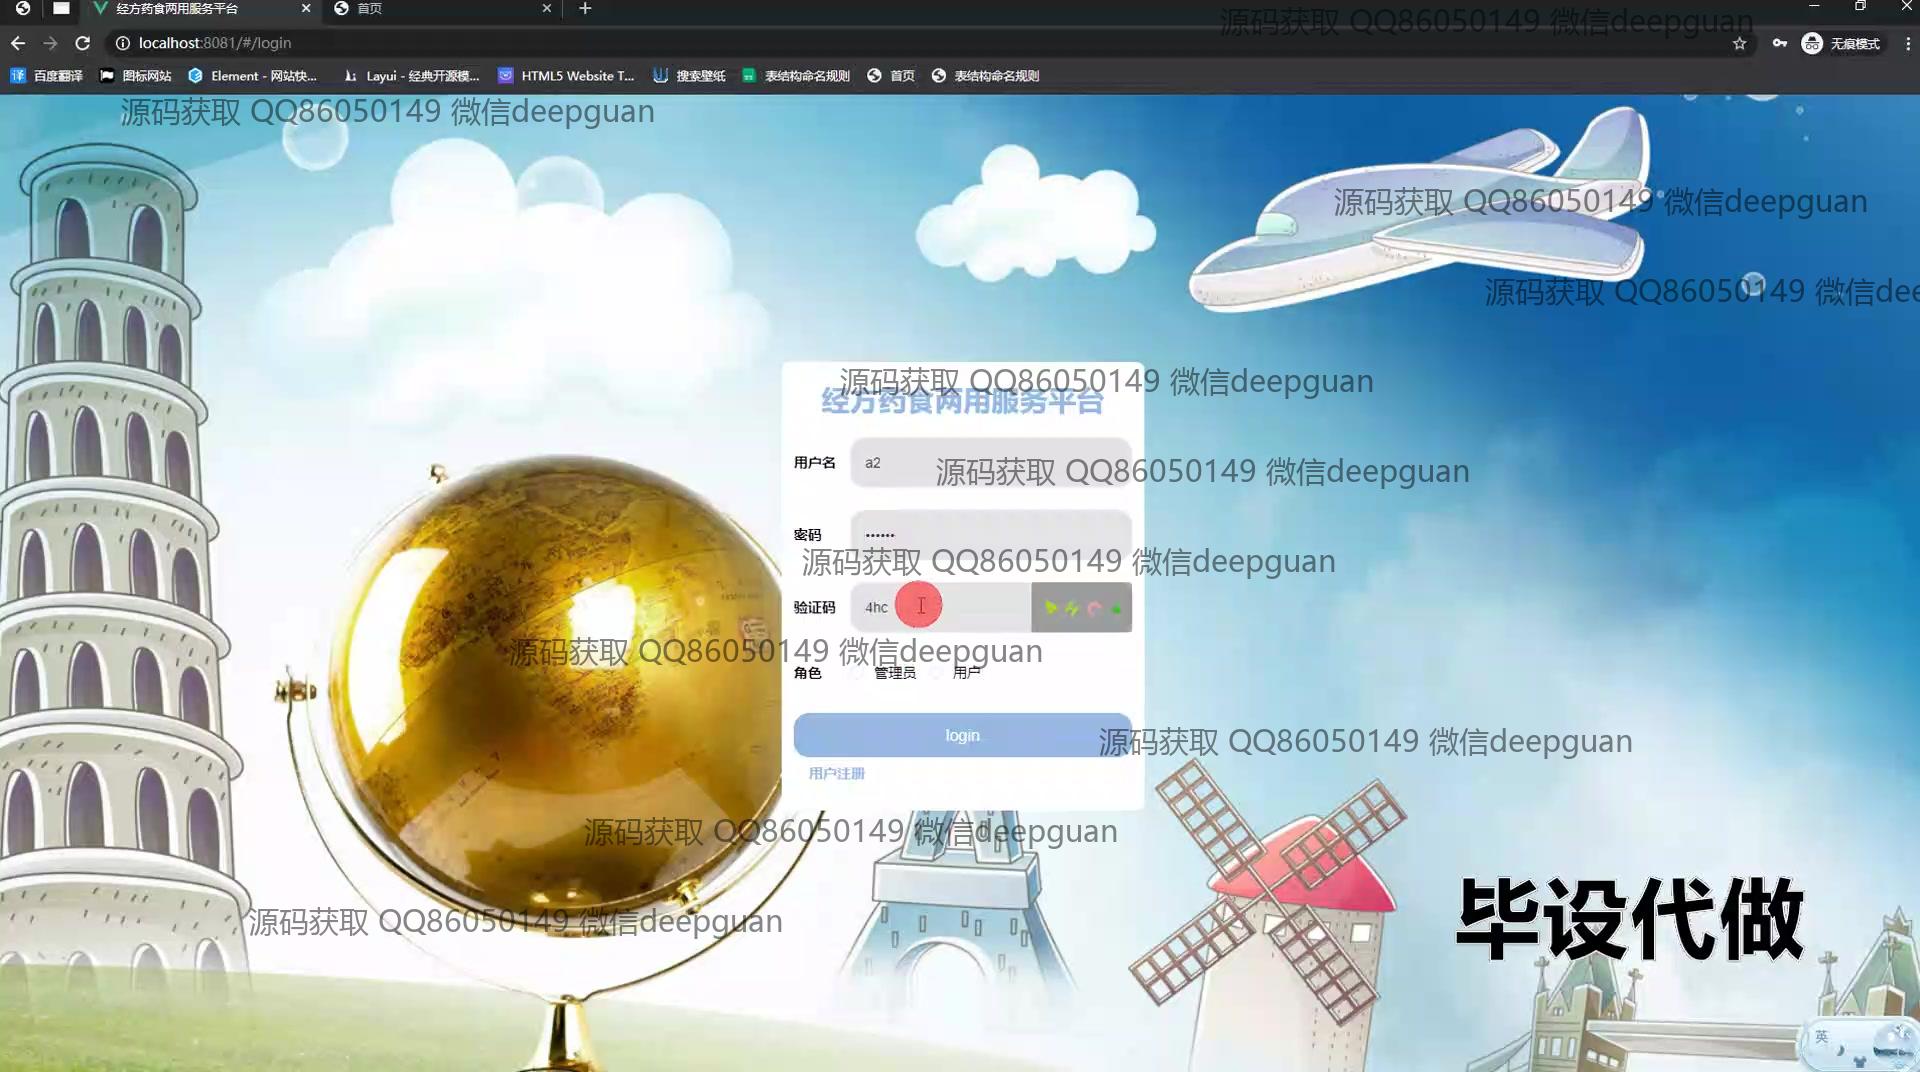 经方药食两用服务平台
首页
源码获取 QQ86050149 微信deepguan
localhost:8081/#/login
无痕模式
百度翻译 图标网站 Element - 网站快... Layui - 经典开源模... HTML5 Website T... 搜索壁纸 表结构命名规则 首页 表结构命名规则
源码获取 QQ86050149 微信deepguan
源码获取 QQ86050149 微信deepguan
源码获取 QQ86050149 微信dee
源码获取 QQ86050149 微信deepguan
经方药食两用服务平台
用户名 a2
源码获取 QQ86050149 微信deepguan
密码 ••••••
源码获取 QQ86050149 微信deepguan
验证码 4hc
源码获取 QQ86050149 微信deepguan
角色 管理员 用户
login
源码获取 QQ86050149 微信deepguan
用户注册
源码获取 QQ86050149 微信deepguan
源码获取 QQ86050149 微信deepguan
毕设代做
英